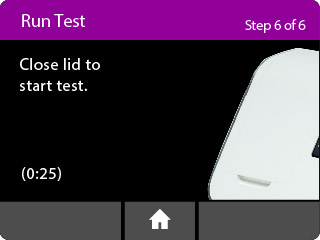 Run Test
Step 6 of 6
Close lid to
start test.
(0:25)